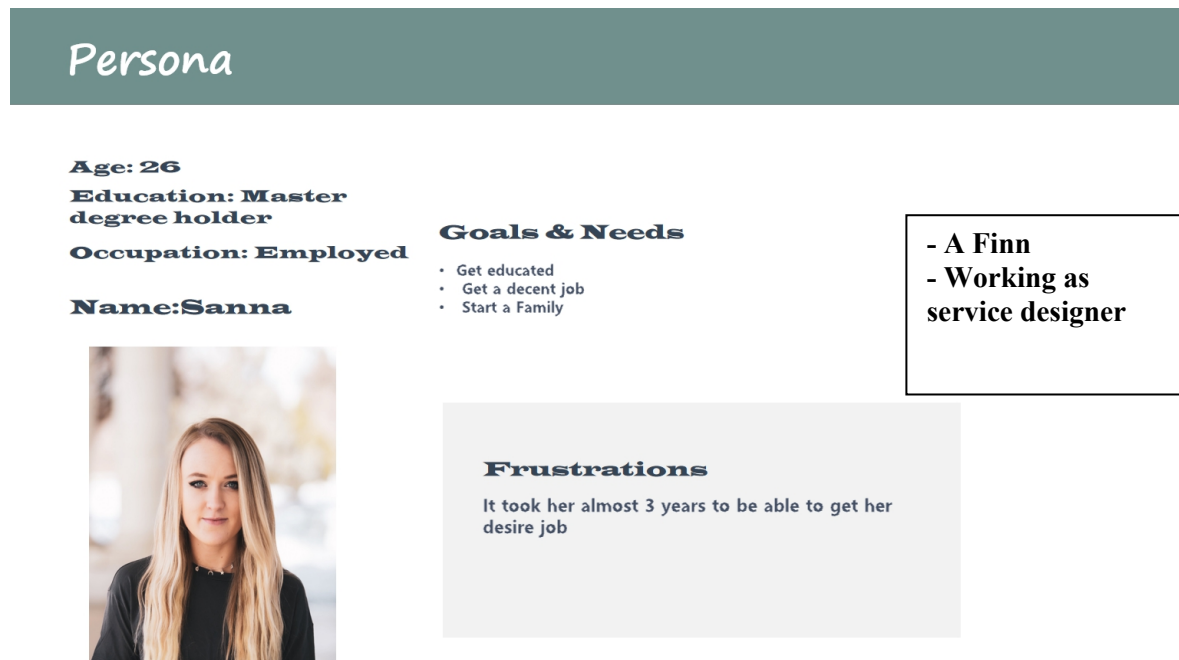 Persona
Age: 26
Education: Master
degree holder
Occupation: Employed
Name:Sanna
Goals & Needs
• Get educated
• Get a decent job
• Start a Family
- A Finn
- Working as
service designer
Frustrations
It took her almost 3 years to be able to get her
desire job